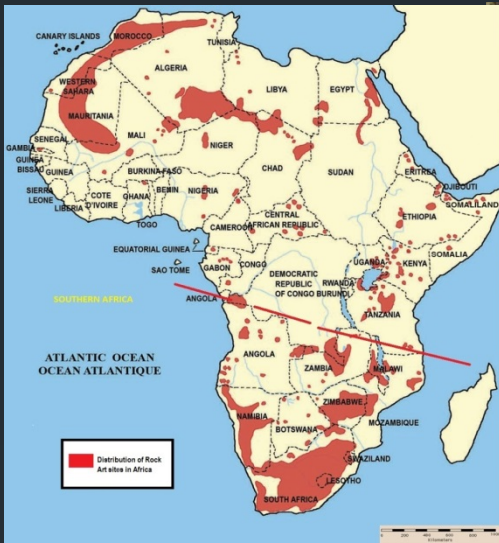 CANARY ISLANDS
MOROCCO
TUNISIA
ALGERIA
LIBYA
EGYPT
WESTERN
SAHARA
MAURITANIA
MALI
NIGER
CHAD
SUDAN
ERITREA
DJIBOUTI
SOMALILAND
SENEGAL
GAMBIA
GUINEA
BISSAU
GUINEA
BURKINA FASO
SIERRA
LEONE
LIBERIA
COTE
D'IVOIRE
GHANA
TOGO
BENIN
NIGERIA
CAMEROON
CENTRAL
AFRICAN REPUBLIC
ETHIOPIA
SOMALIA
EQUATORIAL GUINEA
SAO TOME
GABON
CONGO
DEMOCRATIC
REPUBLIC
OF CONGO
UGANDA
KENYA
RWANDA
BURUNDI
TANZANIA
SOUTHERN AFRICA
ANGOLA
ANGOLA
ZAMBIA
MALAWI
ATLANTIC OCEAN
OCEAN ATLANTIQUE
ZIMBABWE
MOZAMBIQUE
NAMIBIA
BOTSWANA
SWAZILAND
LESOTHO
SOUTH AFRICA
Distribution of Rock
Art sites in Africa